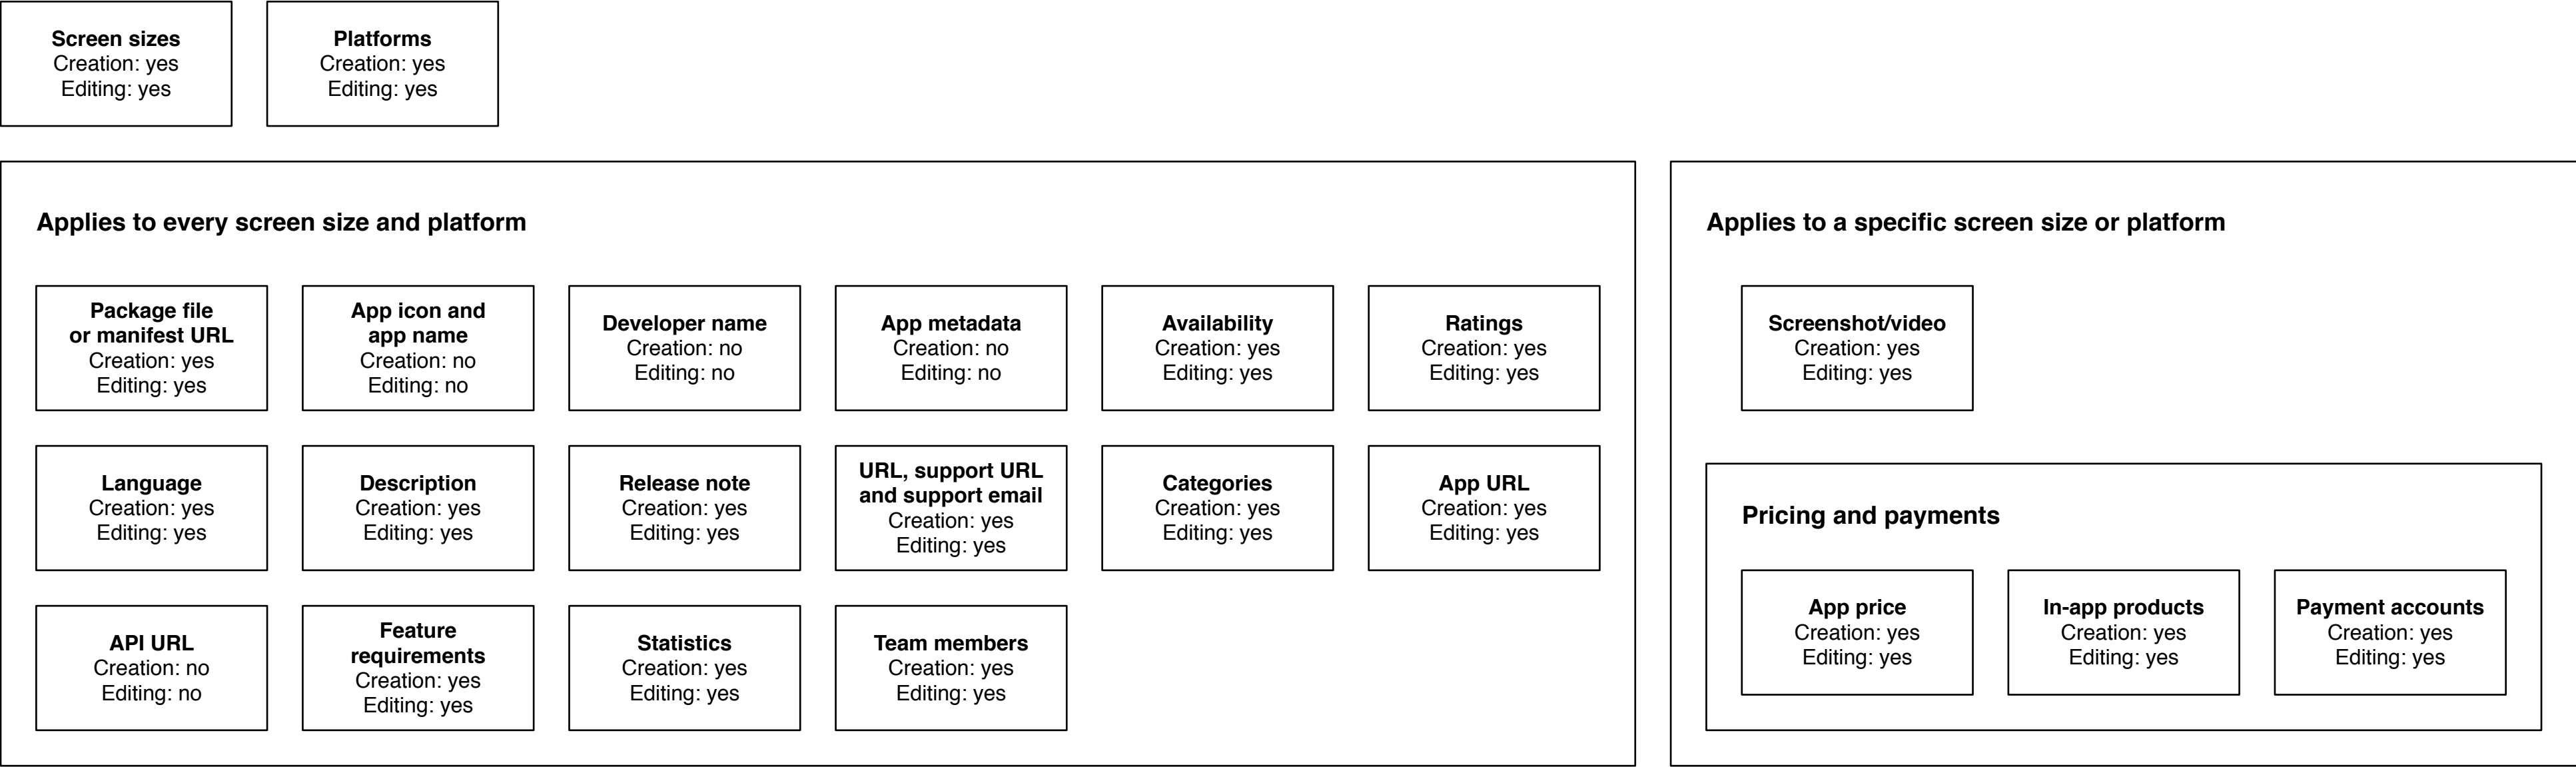 Screen sizes
Creation: yes
Editing: yes
Platforms
Creation: yes
Editing: yes
Applies to every screen size and platform
Package file
or manifest URL
Creation: yes
Editing: yes
App icon and
app name
Creation: no
Editing: no
Developer name
Creation: no
Editing: no
App metadata
Creation: no
Editing: no
Availability
Creation: yes
Editing: yes
Ratings
Creation: yes
Editing: yes
Language
Creation: yes
Editing: yes
Description
Creation: yes
Editing: yes
Release note
Creation: yes
Editing: yes
URL, support URL
and support email
Creation: yes
Editing: yes
Categories
Creation: yes
Editing: yes
App URL
Creation: yes
Editing: yes
API URL
Creation: no
Editing: no
Feature
requirements
Creation: yes
Editing: yes
Statistics
Creation: yes
Editing: yes
Team members
Creation: yes
Editing: yes
Applies to a specific screen size or platform
Screenshot/video
Creation: yes
Editing: yes
Pricing and payments
App price
Creation: yes
Editing: yes
In-app products
Creation: yes
Editing: yes
Payment accounts
Creation: yes
Editing: yes